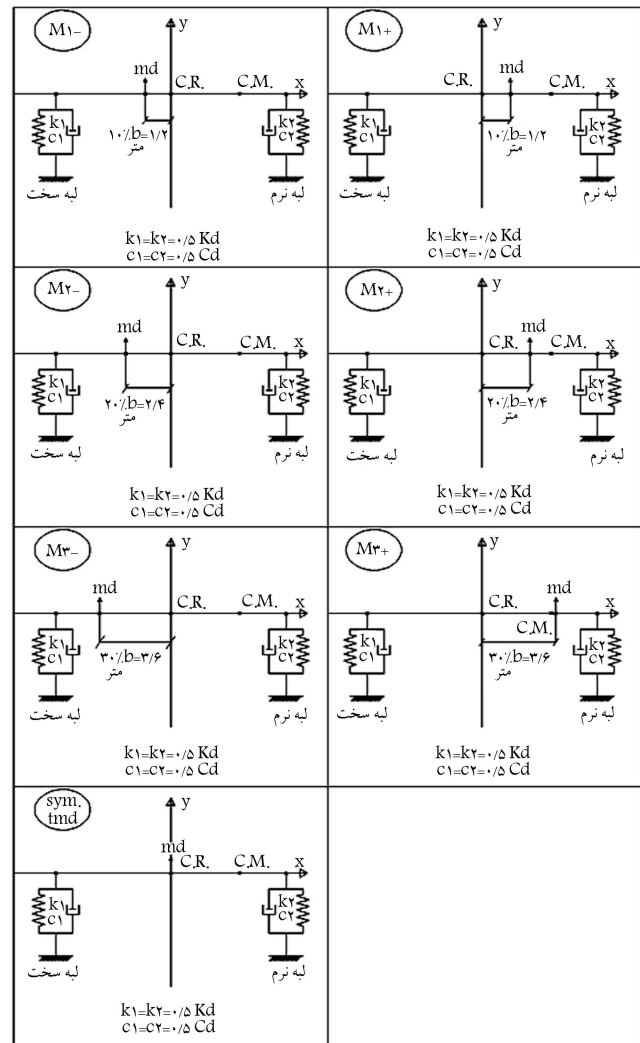 M۱-
y
md
C.R.
C.M.
x
k۱
c۱
k۲
c۲
۱۰٪b=۱/۲
متر
لبه سخت
لبه نرم
k۱=k۲=۰/۵ Kd
c۱=c۲=۰/۵ Cd
M۱+
y
C.R.
md
C.M.
x
k۱
c۱
k۲
c۲
۱۰٪b=۱/۲
متر
لبه سخت
لبه نرم
k۱=k۲=۰/۵ Kd
c۱=c۲=۰/۵ Cd
M۲-
y
md
C.R.
C.M.
x
k۱
c۱
k۲
c۲
۲۰٪b=۲/۴
متر
لبه سخت
لبه نرم
k۱=k۲=۰/۵ Kd
c۱=c۲=۰/۵ Cd
M۲+
y
md
C.R.
C.M.
x
k۱
c۱
k۲
c۲
۲۰٪b=۲/۴
متر
لبه سخت
لبه نرم
k۱=k۲=۰/۵ Kd
c۱=c۲=۰/۵ Cd
M۳-
y
md
C.R.
C.M.
x
k۱
c۱
k۲
c۲
۳۰٪b=۳/۶
متر
لبه سخت
لبه نرم
k۱=k۲=۰/۵ Kd
c۱=c۲=۰/۵ Cd
M۳+
y
md
C.R.
x
C.M.
k۱
c۱
k۲
c۲
۳۰٪b=۳/۶
متر
لبه سخت
لبه نرم
k۱=k۲=۰/۵ Kd
c۱=c۲=۰/۵ Cd
sym.
tmd
y
md
C.R.
C.M.
x
k۱
c۱
k۲
c۲
لبه سخت
لبه نرم
k۱=k۲=۰/۵ Kd
c۱=c۲=۰/۵ Cd